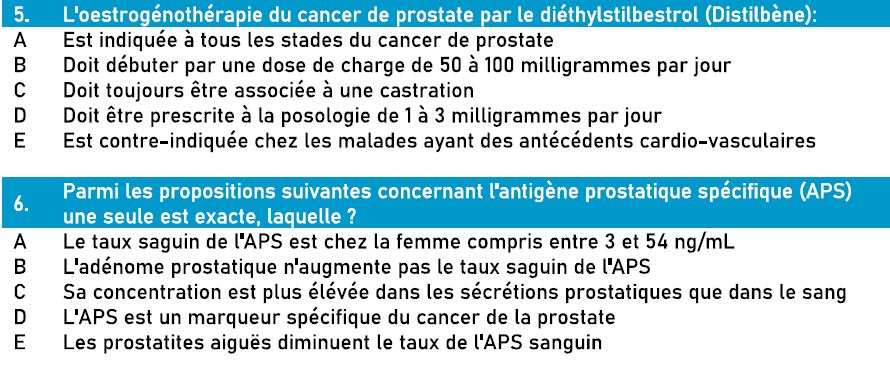 5. L'oestrogénothérapie du cancer de prostate par le diéthylstilbestrol (Distilbène):
A Est indiquée à tous les stades du cancer de prostate
B Doit débuter par une dose de charge de 50 à 100 milligrammes par jour
C Doit toujours être associée à une castration
D Doit être prescrite à la posologie de 1 à 3 milligrammes par jour
E Est contre-indiquée chez les malades ayant des antécédents cardio-vasculaires
6. Parmi les propositions suivantes concernant l'antigène prostatique spécifique (APS)
une seule est exacte, laquelle ?
A Le taux saguin de l'APS est chez la femme compris entre 3 et 54 ng/mL
B L'adénome prostatique n'augmente pas le taux saguin de l'APS
C Sa concentration est plus élévée dans les sécrétions prostatiques que dans le sang
D L'APS est un marqueur spécifique du cancer de la prostate
E Les prostatites aiguës diminuent le taux de l'APS sanguin